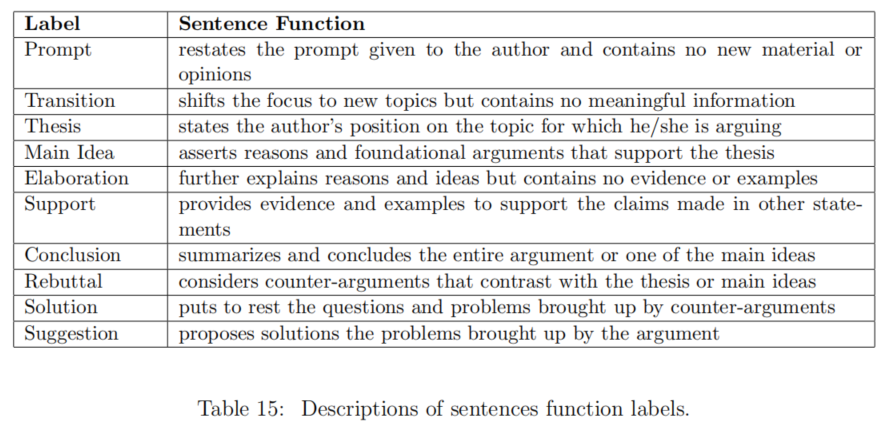 Label Sentence Function
Prompt restates the prompt given to the author and contains no new material or
opinions
Transition shifts the focus to new topics but contains no meaningful information
Thesis states the author's position on the topic for which he/she is arguing
Main Idea asserts reasons and foundational arguments that support the thesis
Elaboration further explains reasons and ideas but contains no evidence or examples
Support provides evidence and examples to support the claims made in other state-
ments
Conclusion summarizes and concludes the entire argument or one of the main ideas
Rebuttal considers counter-arguments that contrast with the thesis or main ideas
Solution puts to rest the questions and problems brought up by counter-arguments
Suggestion proposes solutions the problems brought up by the argument
Table 15: Descriptions of sentences function labels.